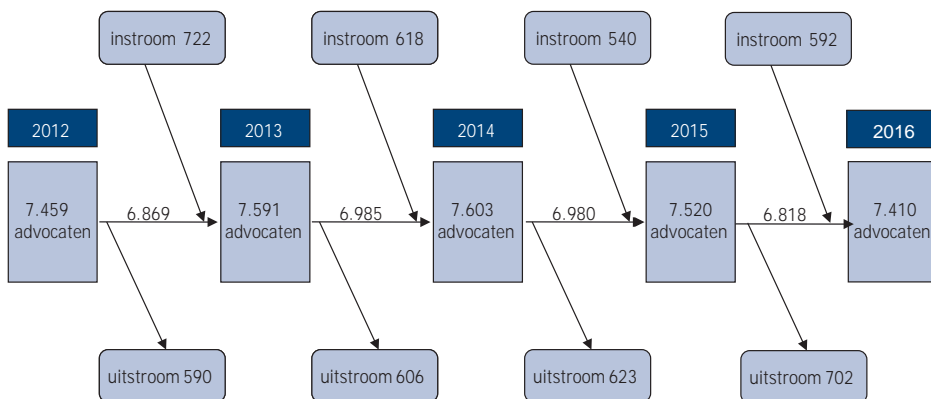 instroom 722
instroom 618
instroom 540
instroom 592
2012
2013
2014
2015
2016
7.459
advocaten
6.869
7.591
advocaten
6.985
7.603
advocaten
6.980
7.520
advocaten
6.818
7.410
advocaten
uitstroom 590
uitstroom 606
uitstroom 623
uitstroom 702